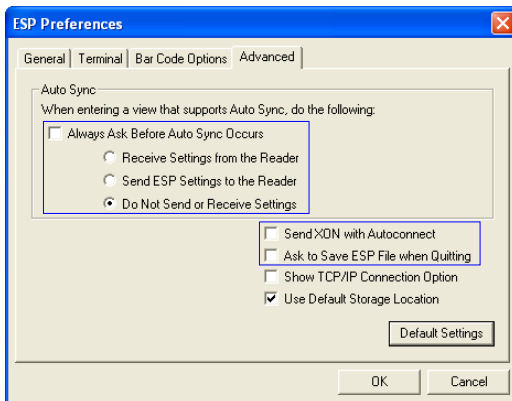 ESP Preferences
General Terminal Bar Code Options Advanced
Auto Sync
When entering a view that supports Auto Sync, do the following:
Always Ask Before Auto Sync Occurs
Receive Settings from the Reader
Send ESP Settings to the Reader
Do Not Send or Receive Settings
Send XON with Autoconnect
Ask to Save ESP File when Quitting
Show TCP/IP Connection Option
Use Default Storage Location
Default Settings
OK Cancel